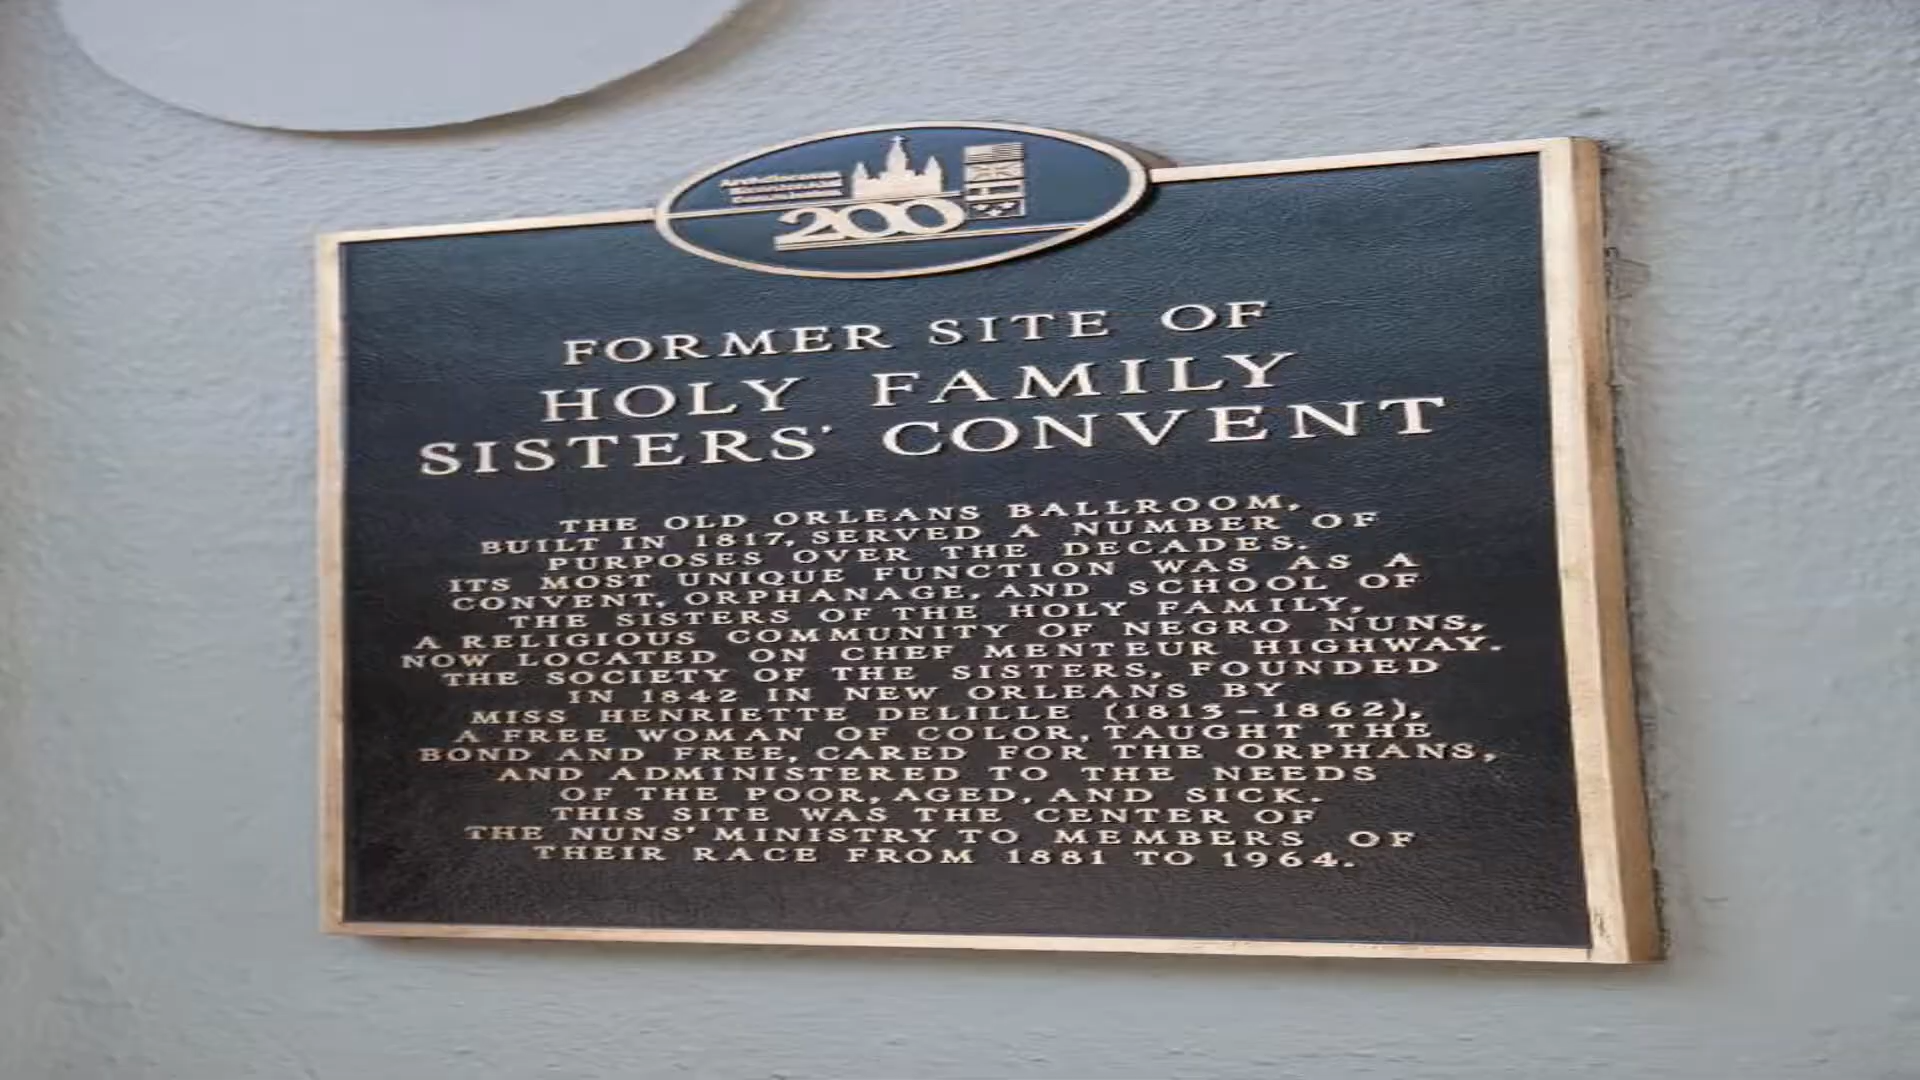 200
FORMER SITE OF
HOLY FAMILY
SISTERS' CONVENT
THE OLD ORLEANS BALLROOM,
BUILT IN 1817, SERVED A NUMBER OF
PURPOSES OVER THE DECADES.
ITS MOST UNIQUE FUNCTION WAS AS A
CONVENT, ORPHANAGE, AND SCHOOL OF
THE SISTERS OF THE HOLY FAMILY,
A RELIGIOUS COMMUNITY OF NEGRO NUNS,
NOW LOCATED ON CHEF MENTEUR HIGHWAY.
THE SOCIETY OF THE SISTERS, FOUNDED
IN 1842 IN NEW ORLEANS BY
MISS HENRIETTE DELILLE (1813-1862),
A FREE WOMAN OF COLOR, TAUGHT THE
BOND AND FREE, CARED FOR THE ORPHANS,
AND ADMINISTERED TO THE NEEDS
OF THE POOR, AGED, AND SICK.
THIS SITE WAS THE CENTER OF
THE NUNS' MINISTRY TO MEMBERS OF
THEIR RACE FROM 1881 TO 1964.